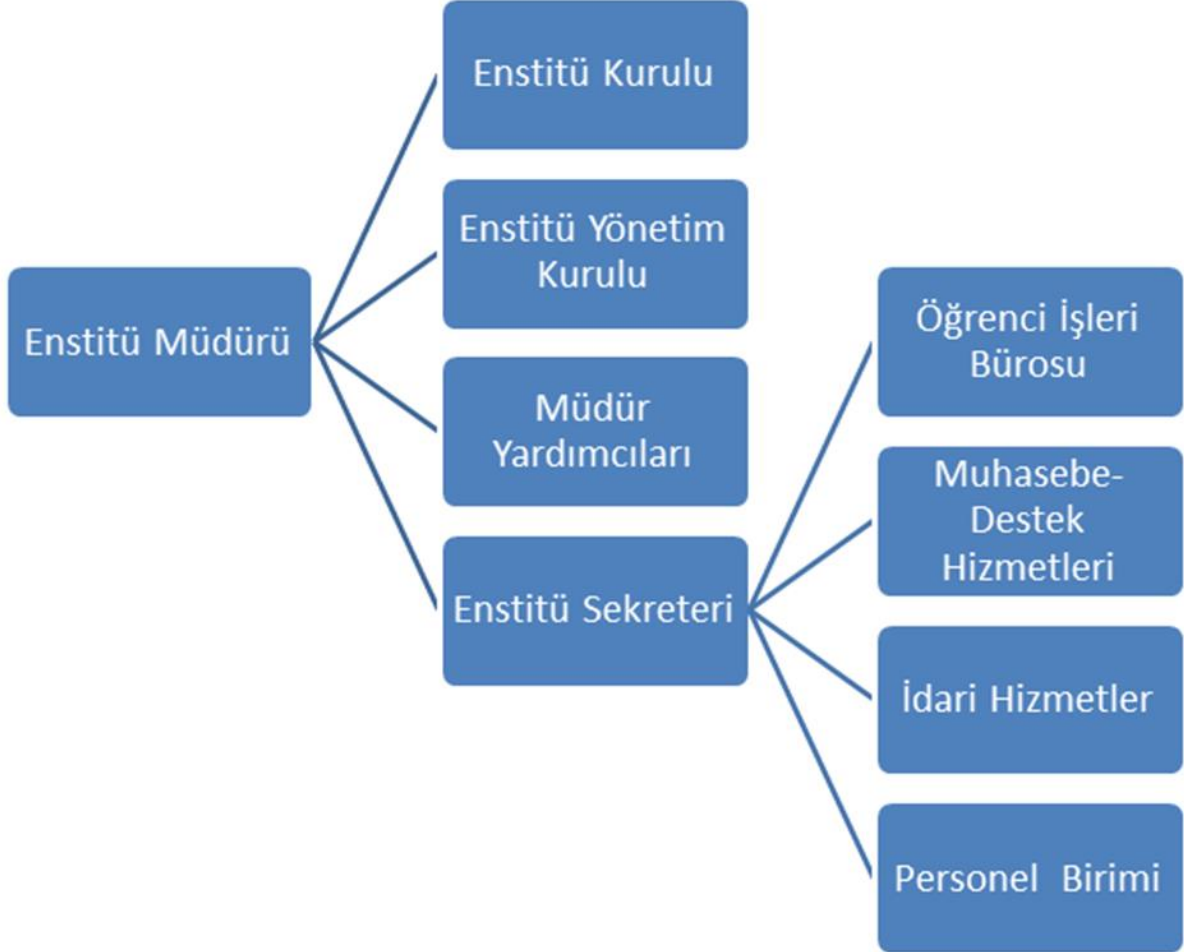 Enstitü Müdürü
Enstitü Kurulu
Enstitü Yönetim
Kurulu
Müdür
Yardımcıları
Enstitü Sekreteri
Öğrenci İşleri
Bürosu
Muhasebe-
Destek
Hizmetleri
İdari Hizmetler
Personel Birimi